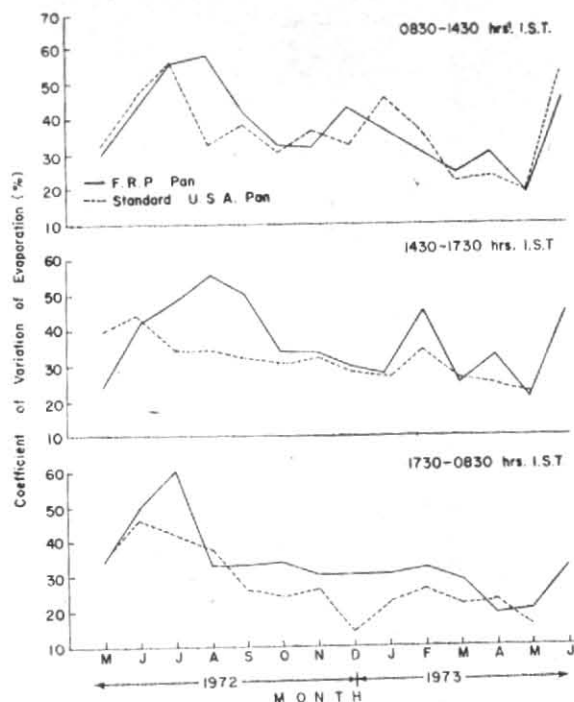 70
60
50
40
30
20
10
0830-1430 hrs. I.S.T.
F.R.P Pan
Standard U.S.A. Pan
60
50
40
30
20
10
1430-1730 hrs. I.S.T
60
50
40
30
20
10
1730-0830 hrs. I.S.T
Coefficient of Variation of Evaporation (%)
M J J A S O N D J F M A M J
1972 1973
MONTH